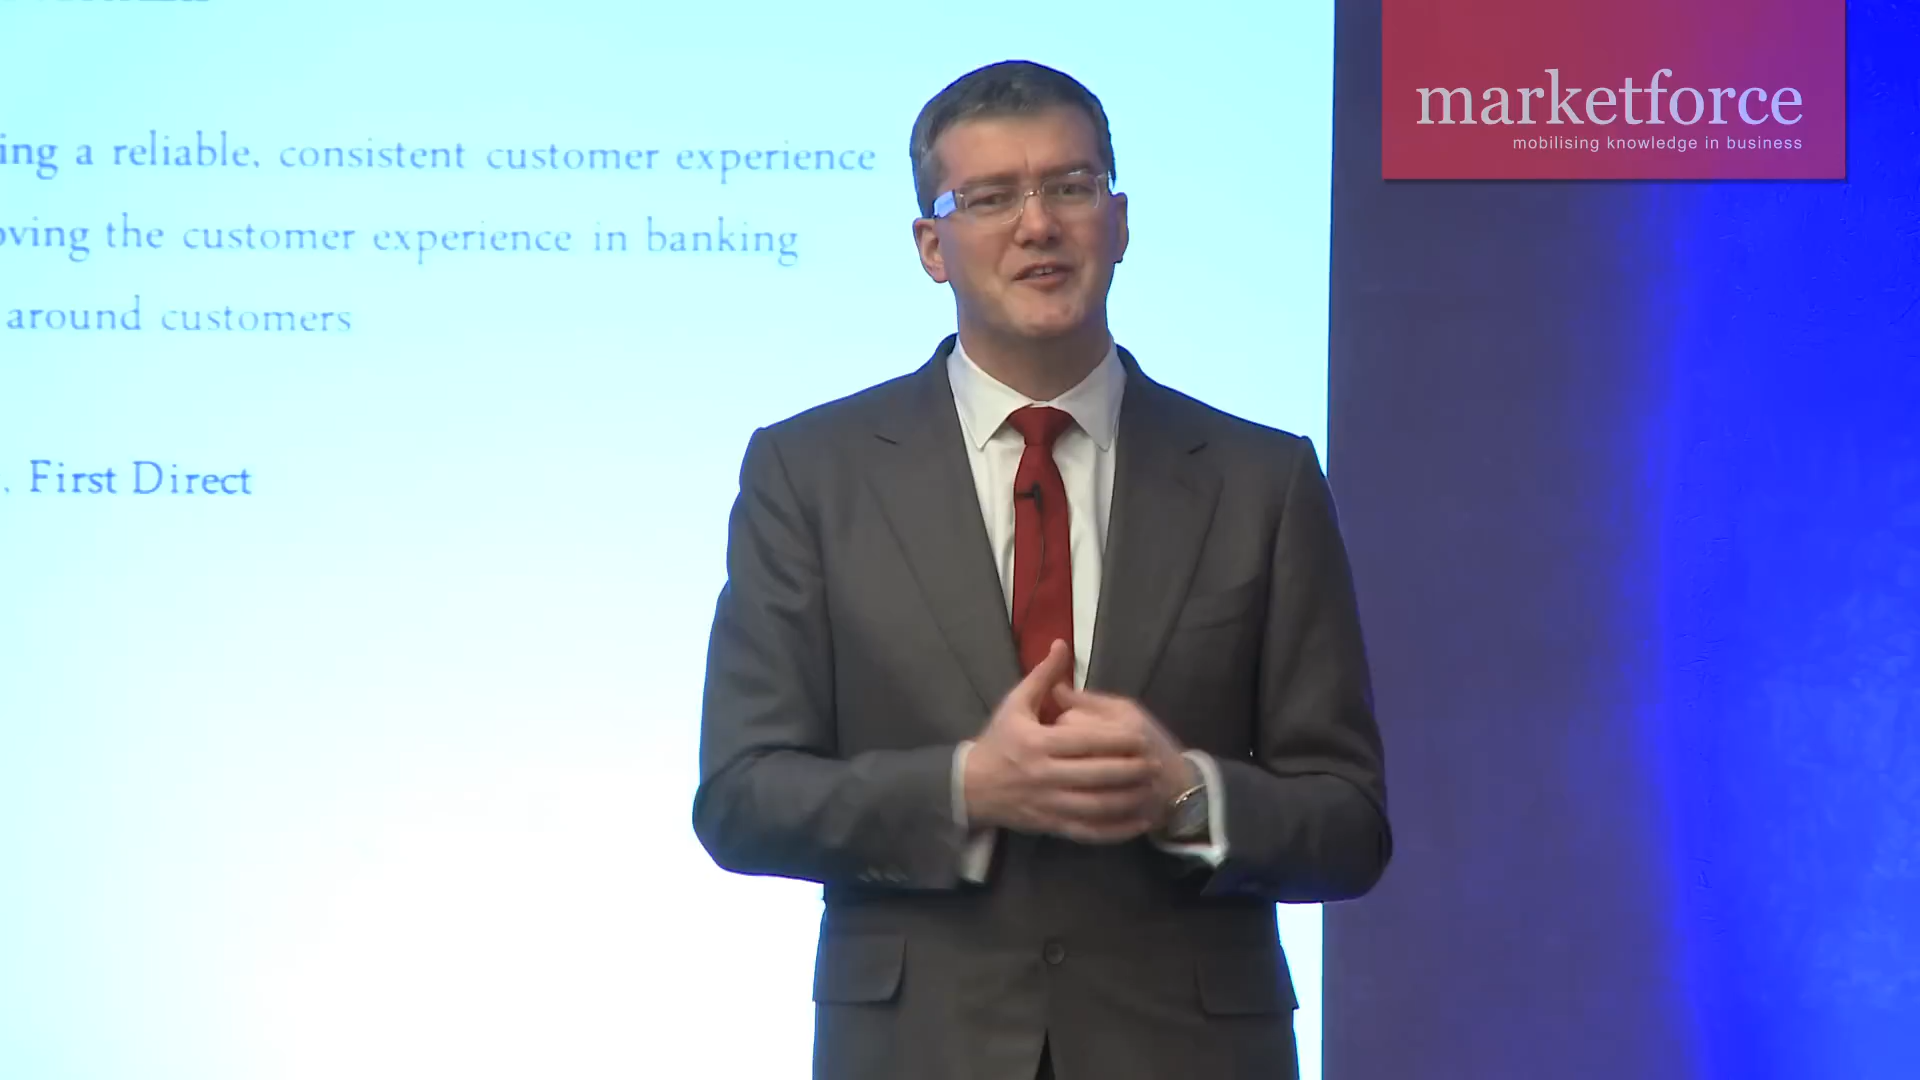 ing a reliable, consistent customer experience
oving the customer experience in banking
around customers
. First Direct
marketforce
mobilising knowledge in business